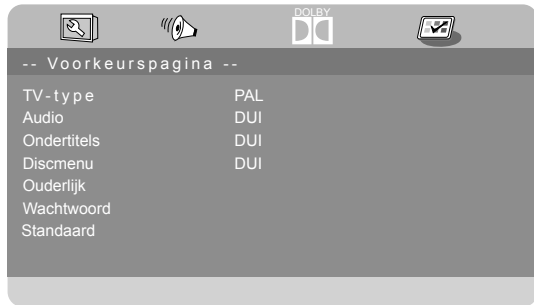 DOLBY
-- Voorkeurspagina --
TV-type PAL
Audio DUI
Ondertitels DUI
Discmenu DUI
Ouderlijk
Wachtwoord
Standaard